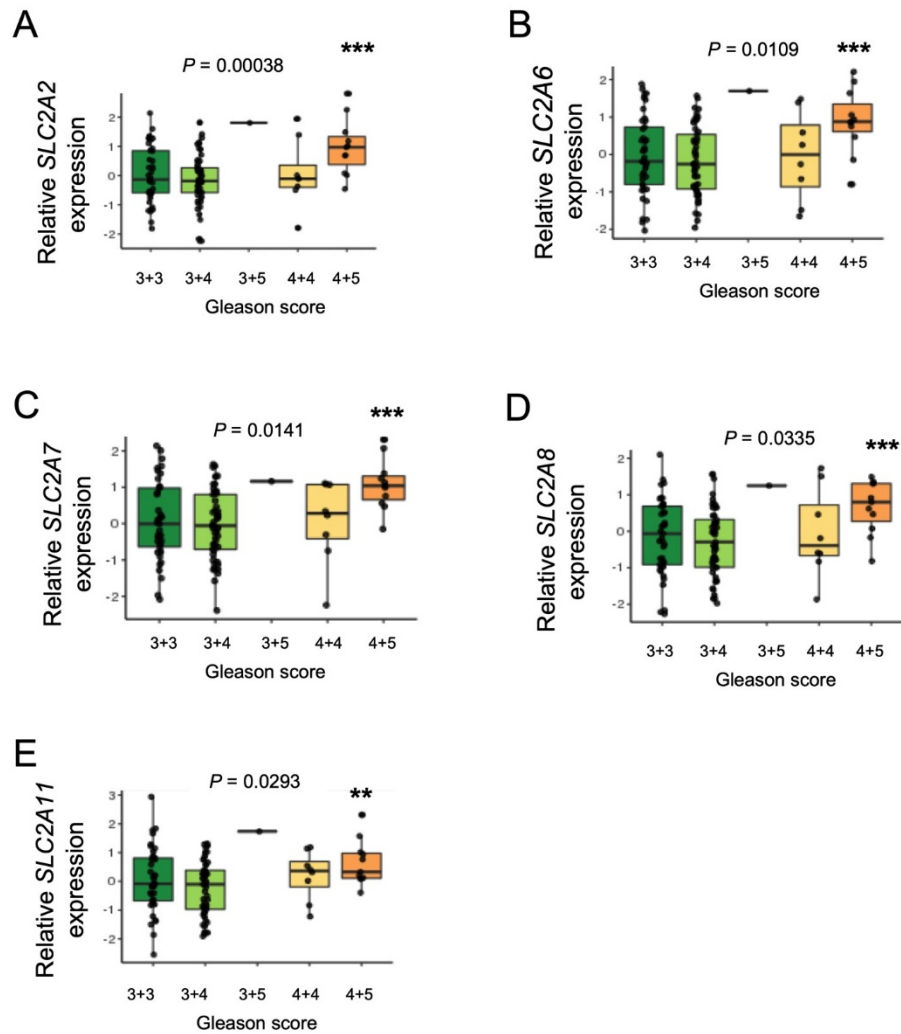 A
P = 0.00038
***
Relative SLC2A2
expression
2
1
0
-1
-2
3+3 3+4 3+5 4+4 4+5
Gleason score
B
P = 0.0109
***
Relative SLC2A6
expression
2
1
0
-1
-2
3+3 3+4 3+5 4+4 4+5
Gleason score
C
P = 0.0141
***
Relative SLC2A7
expression
2
1
0
-1
-2
3+3 3+4 3+5 4+4 4+5
Gleason score
D
P = 0.0335
***
Relative SLC2A8
expression
2
1
0
-1
-2
3+3 3+4 3+5 4+4 4+5
Gleason score
E
P = 0.0293
**
Relative SLC2A11
expression
3
2
1
0
-1
-2
3+3 3+4 3+5 4+4 4+5
Gleason score